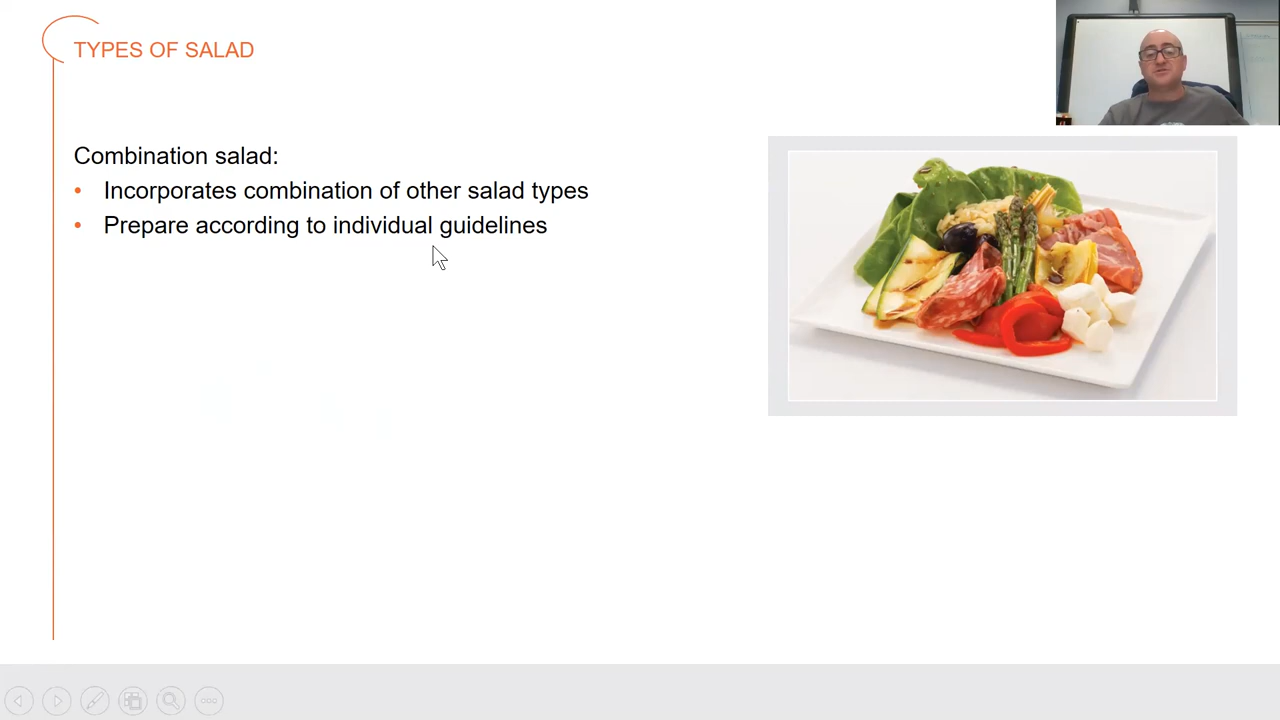 TYPES OF SALAD
Combination salad:
• Incorporates combination of other salad types
• Prepare according to individual guidelines